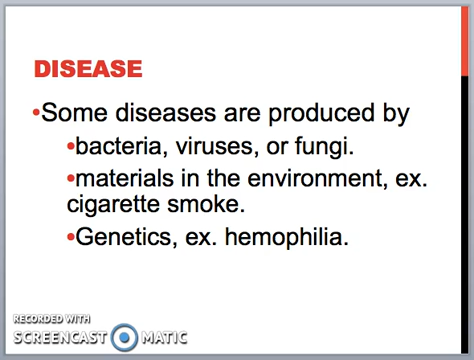 DISEASE
•Some diseases are produced by
•bacteria, viruses, or fungi.
•materials in the environment, ex.
cigarette smoke.
•Genetics, ex. hemophilia.
RECORDED WITH
SCREENCAST MATIC